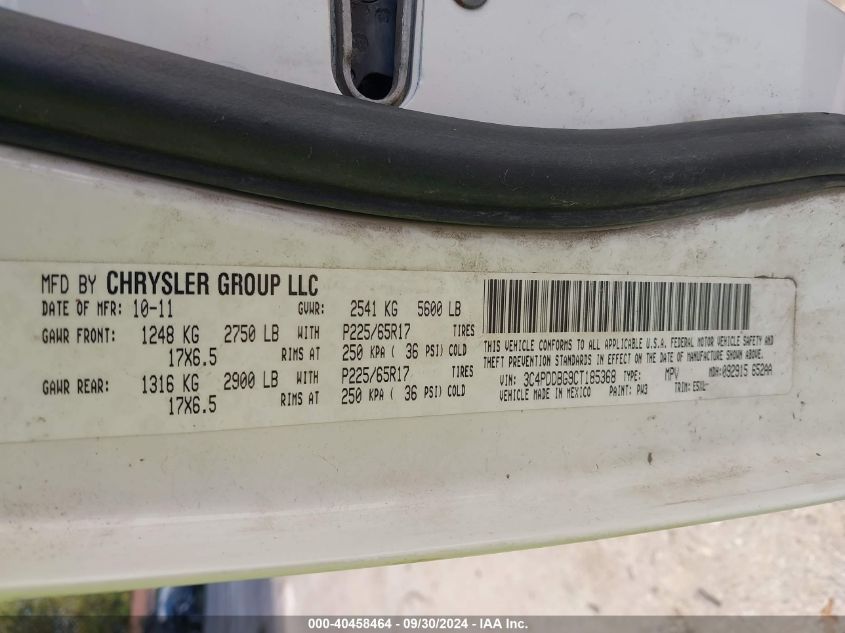 MFD BY CHRYSLER GROUP LLC
DATE OF MFR: 10-11 GVWR: 2541 KG 5600 LB
GAWR FRONT: 1248 KG 2750 LB WITH P225/65R17 TIRES
17X6.5 RIMS AT 250 KPA ( 36 PSI) COLD
GAWR REAR: 1316 KG 2900 LB WITH P225/65R17 TIRES
17X6.5 RIMS AT 250 KPA ( 36 PSI) COLD
THIS VEHICLE CONFORMS TO ALL APPLICABLE U.S.A. FEDERAL MOTOR VEHICLE SAFETY AND
THEFT PREVENTION STANDARDS IN EFFECT ON THE DATE OF MANUFACTURE SHOWN ABOVE.
VIN: 3C4PDDBG9CT185368 TYPE: MPV MDH: 092915 652AA
VEHICLE MADE IN MEXICO PAINT: PW3 TRIM:
000-40458464 - 09/30/2024 - IAA Inc.